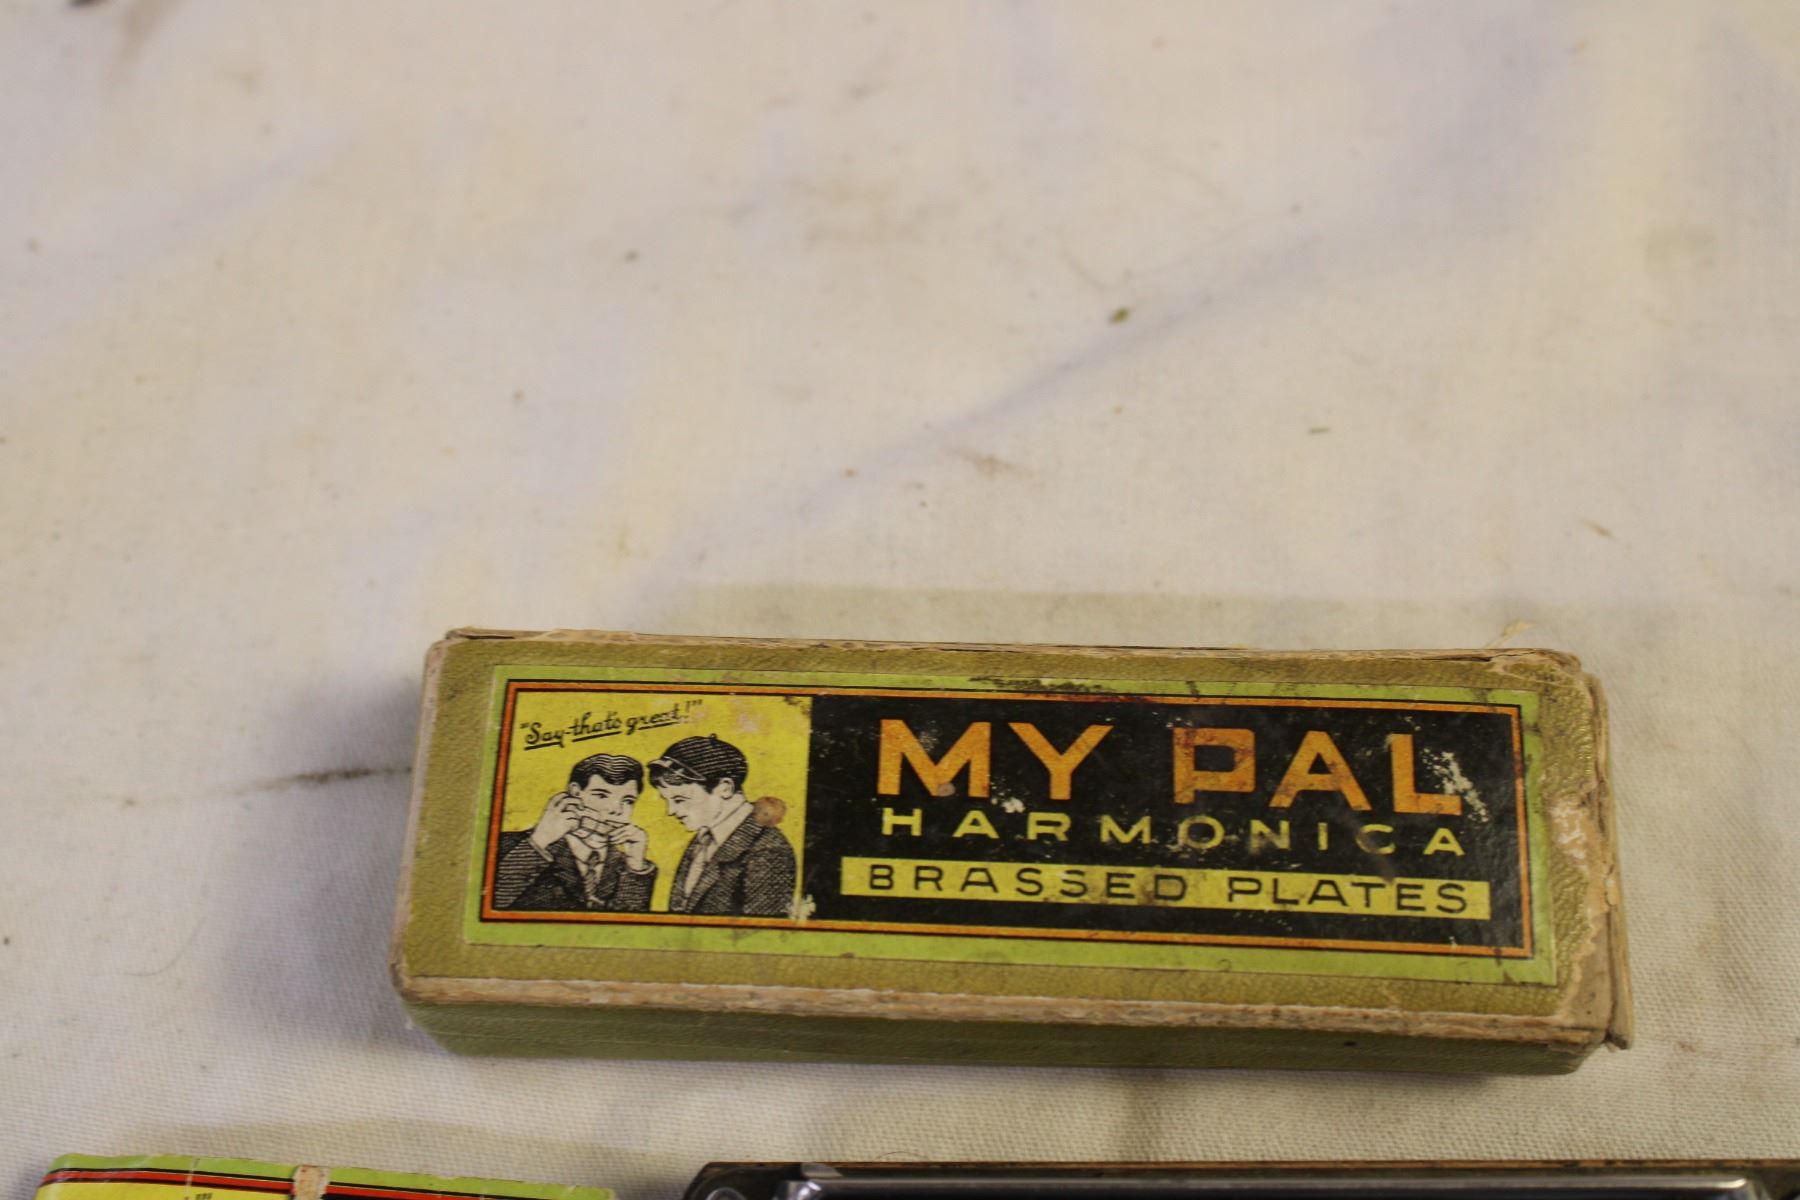 "Say-that's great!"
MY PAL
HARMONICA
BRASSED PLATES